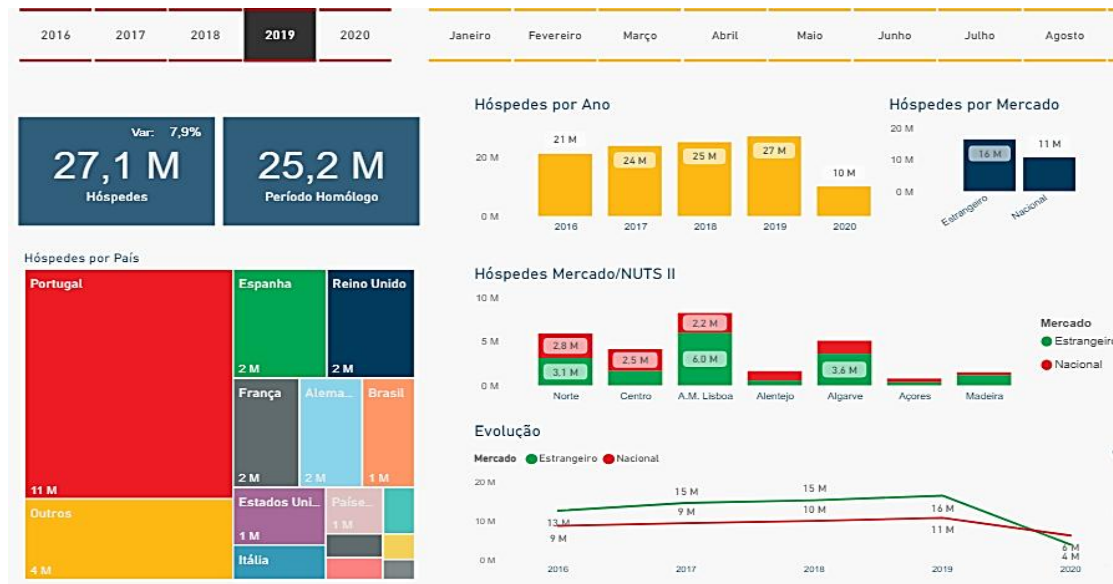 2016 2017 2018 2019 2020
Janeiro Fevereiro Março Abril Maio Junho Julho Agosto
Var: 7,9%
27,1 M
Hóspedes
25,2 M
Período Homólogo
Hóspedes por Ano
20 M
0 M
21 M
24 M
25 M
27 M
10 M
2016 2017 2018 2019 2020
Hóspedes por Mercado
20 M
10 M
0 M
16 M
11 M
Estrangeiro
Nacional
Hóspedes por País
Portugal
11 M
Outros
4 M
Espanha
2 M
Reino Unido
2 M
França
2 M
Alema...
2 M
Brasil
1 M
Estados Uni...
1 M
Paíse...
1 M
Itália
Hóspedes Mercado/NUTS II
10 M
5 M
0 M
2,8 M
3,1 M
2,5 M
2,2 M
6,0 M
3,6 M
Norte Centro A.M. Lisboa Alentejo Algarve Açores Madeira
Mercado
Estrangeiro
Nacional
Evolução
Mercado Estrangeiro Nacional
20 M
10 M
0 M
13 M
9 M
15 M
9 M
15 M
10 M
16 M
11 M
6 M
4 M
2016 2017 2018 2019 2020